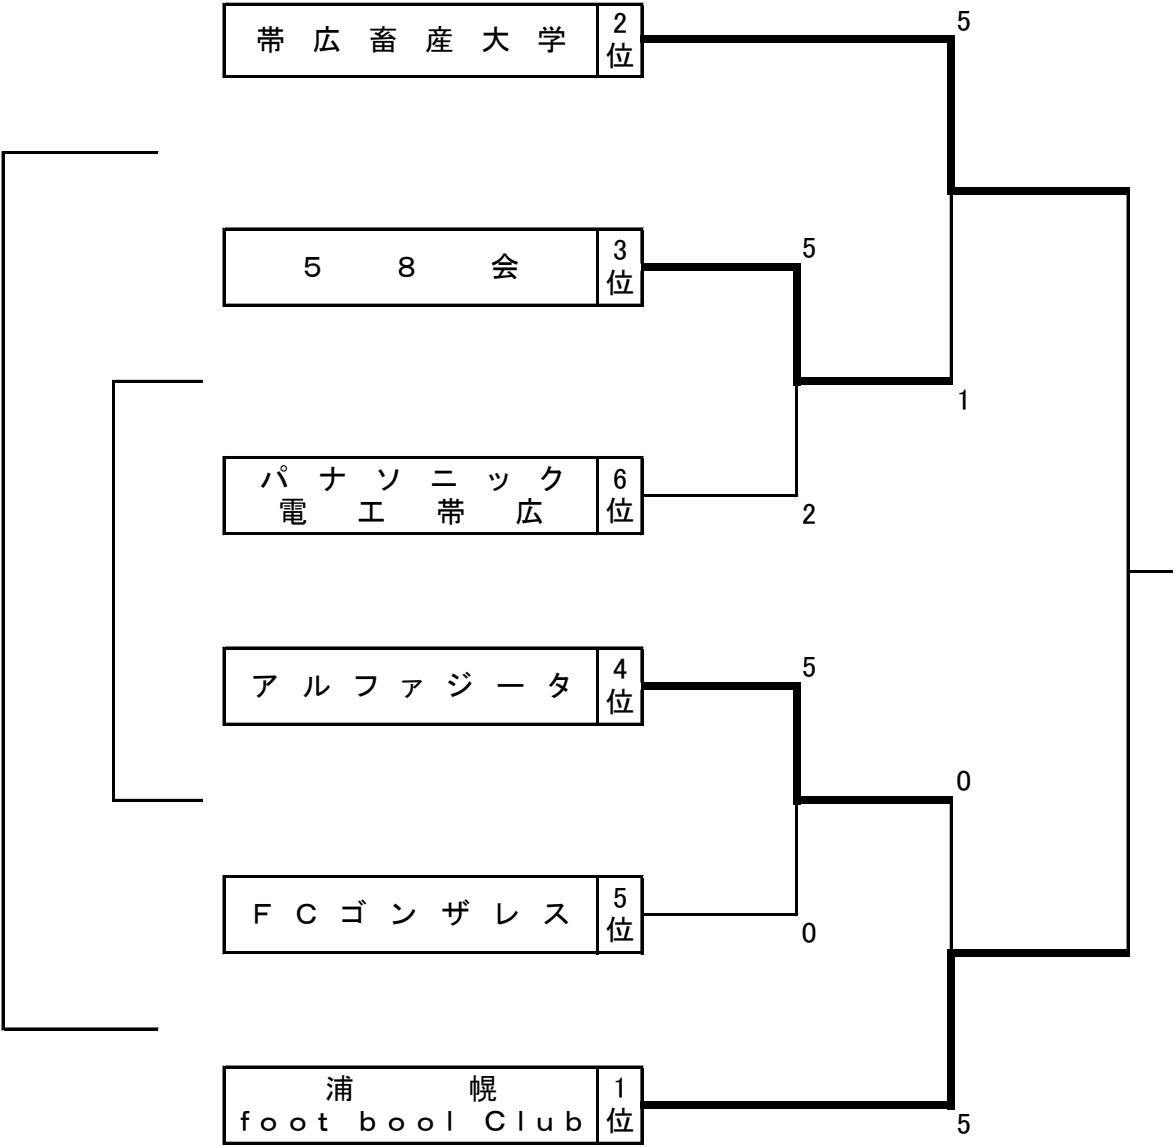 帯広畜産大学 2位
5
58会 3位
5
1
パナソニック
電工帯広 6位
2
アルファジータ 4位
5
0
FCゴンザレス 5位
0
浦幌
foot bool Club 1位
5